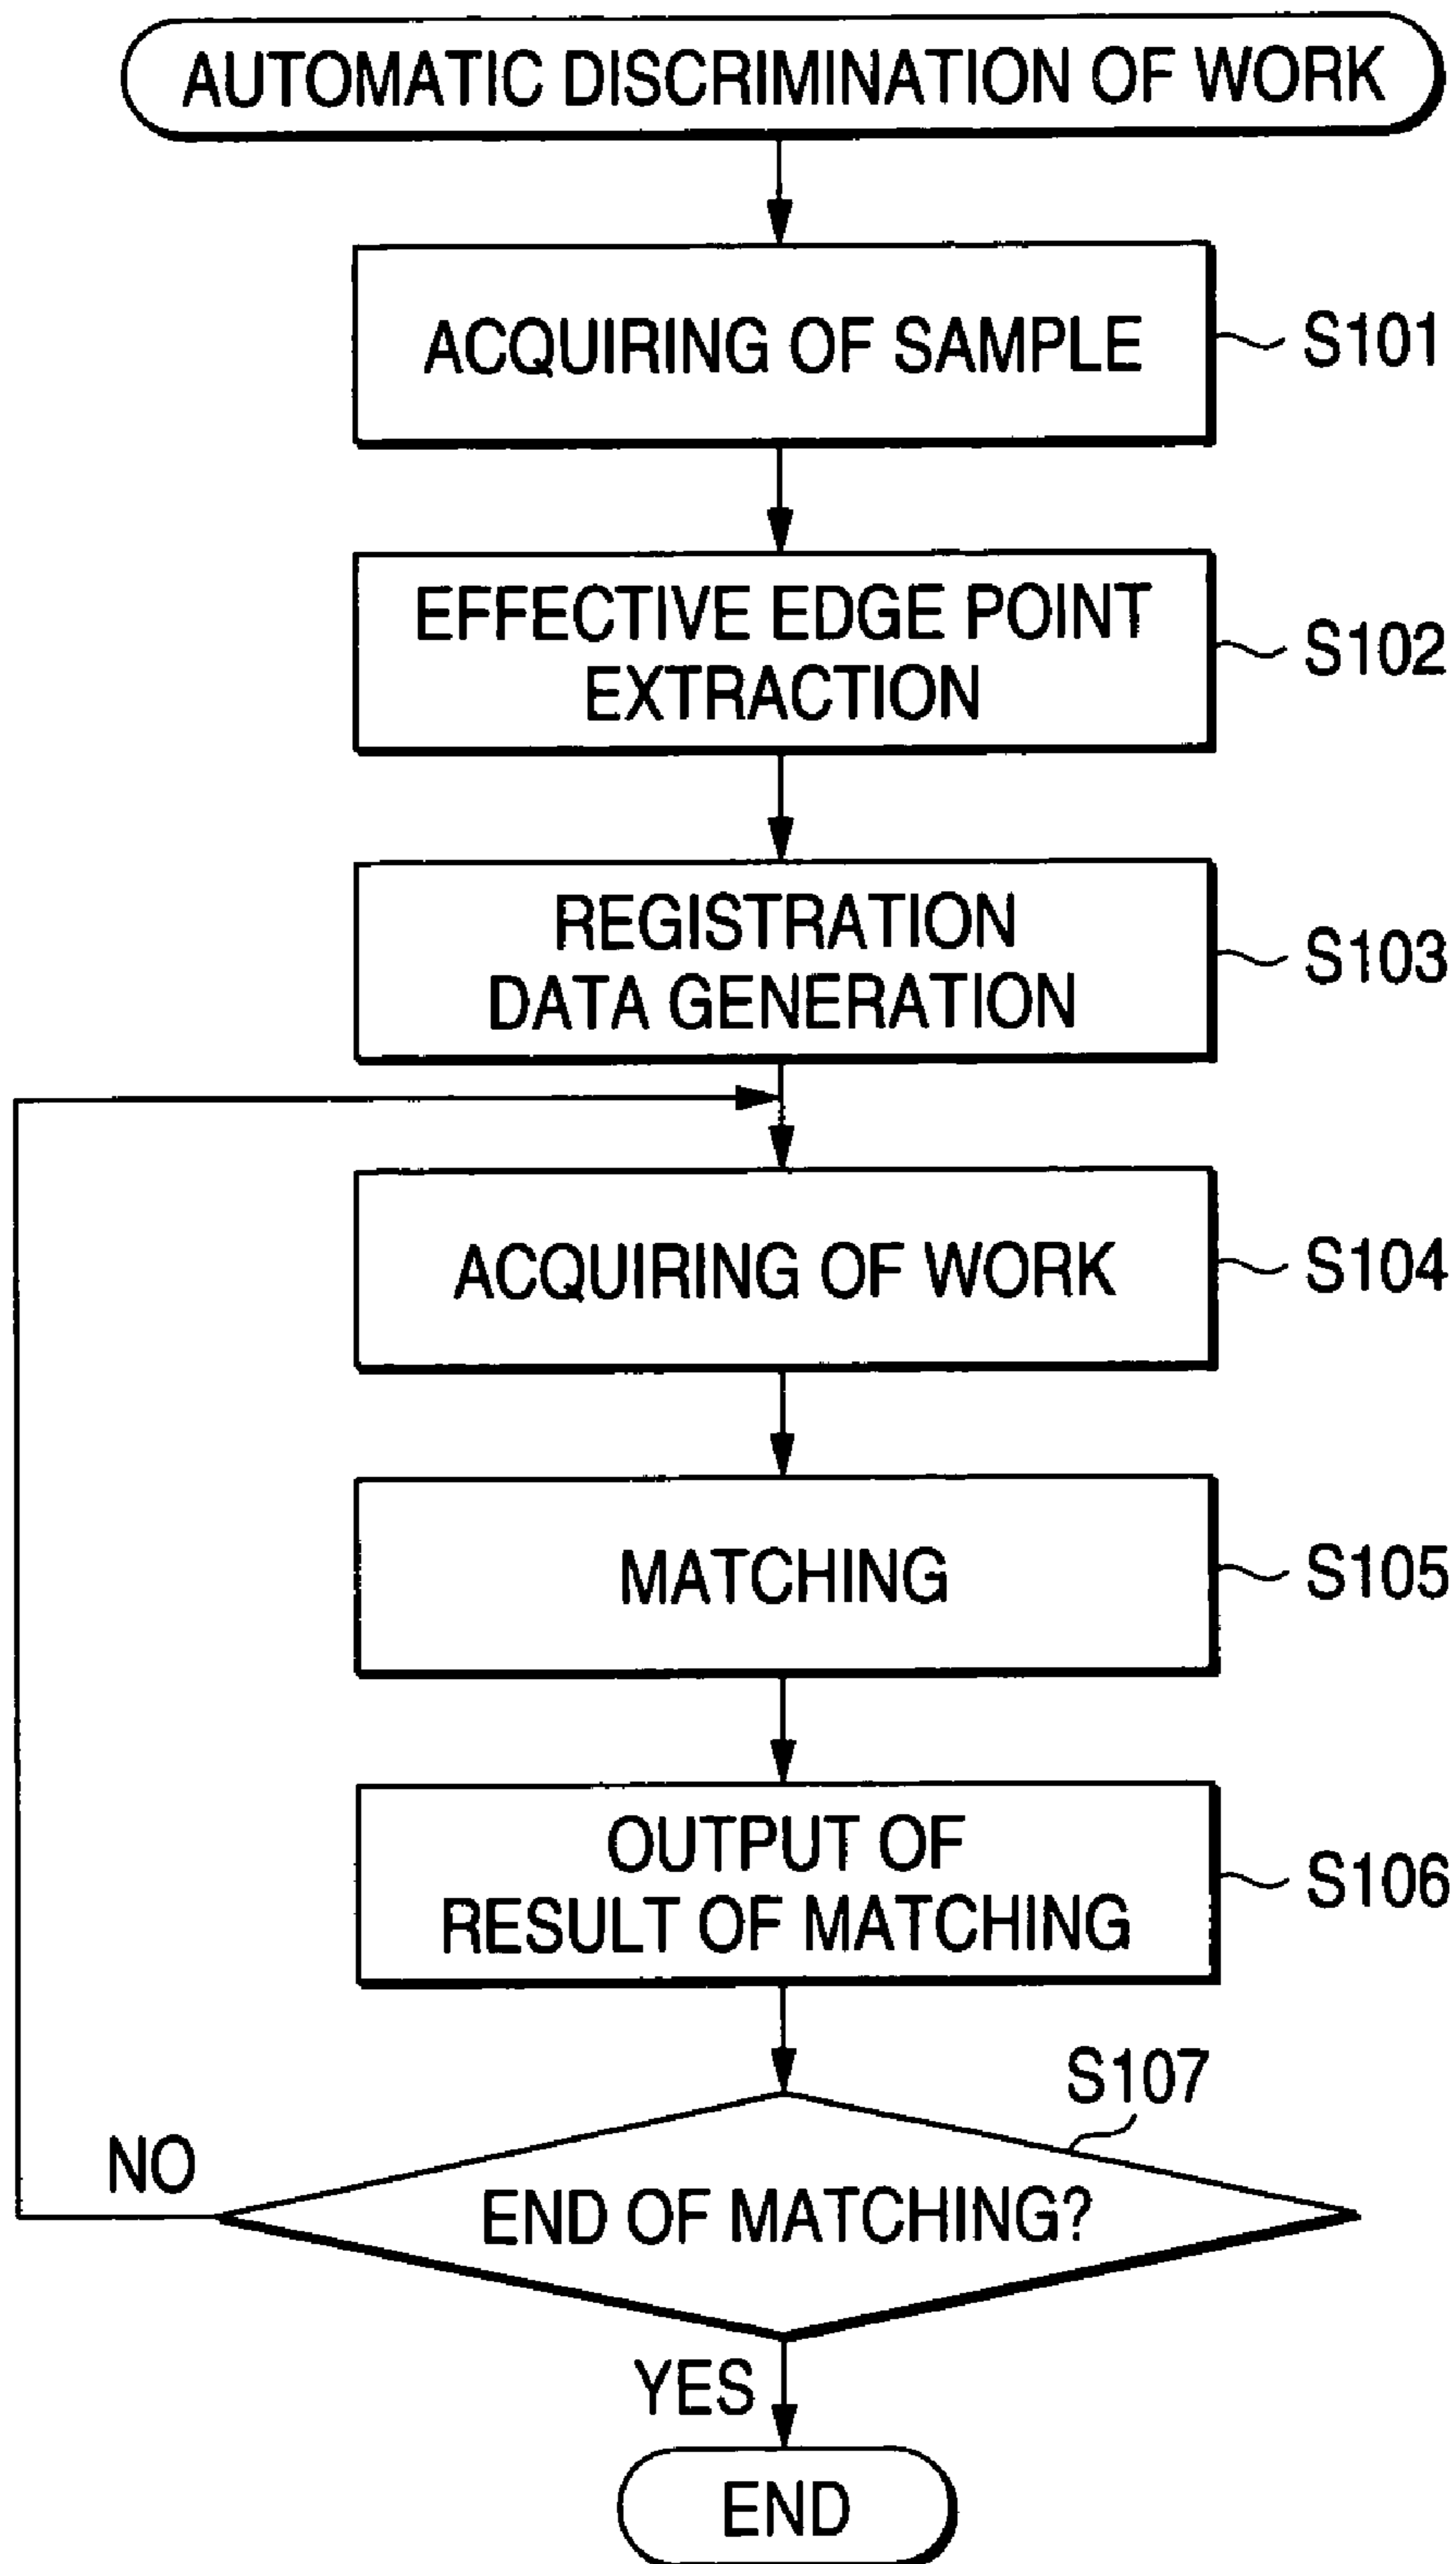 AUTOMATIC DISCRIMINATION OF WORK
ACQUIRING OF SAMPLE
S101
EFFECTIVE EDGE POINT
EXTRACTION
S102
REGISTRATION
DATA GENERATION
S103
ACQUIRING OF WORK
S104
MATCHING
S105
OUTPUT OF
RESULT OF MATCHING
S106
S107
NO
END OF MATCHING?
YES
END